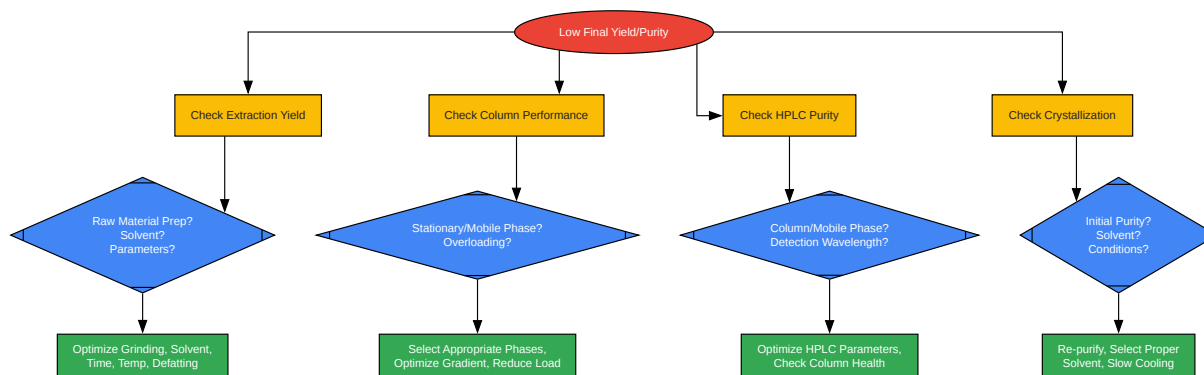 Low Final Yield/Purity
Check Extraction Yield
Check Column Performance
Check HPLC Purity
Check Crystallization
Raw Material Prep?
Solvent?
Parameters?
Stationary/Mobile Phase?
Overloading?
Column/Mobile Phase?
Detection Wavelength?
Initial Purity?
Solvent?
Conditions?
Optimize Grinding, Solvent,
Time, Temp, Defatting
Select Appropriate Phases,
Optimize Gradient, Reduce Load
Optimize HPLC Parameters,
Check Column Health
Re-purify, Select Proper
Solvent, Slow Cooling